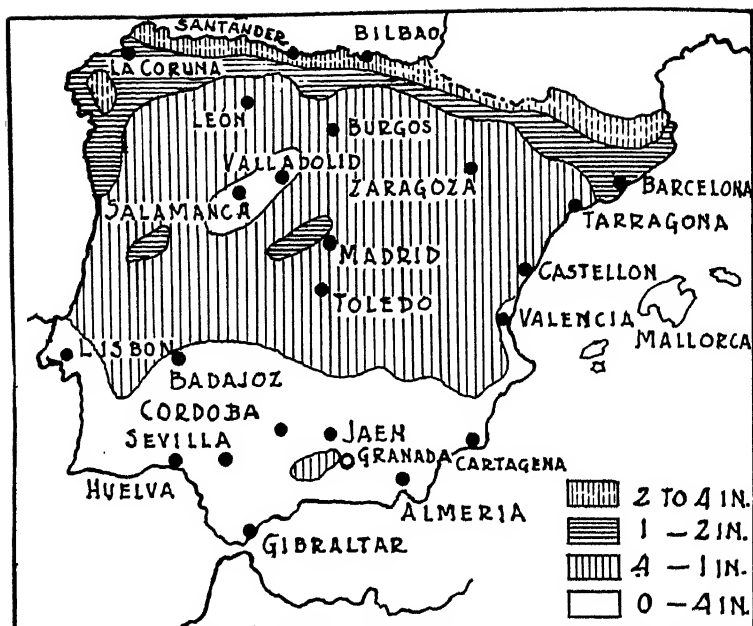 SANTANDER
BILBAO
LA CORUNA
LEÓN
BURGOS
VALLADOLID
ZARAGOZA
SALAMANCA
BARCELONA
TARRAGONA
MADRID
CASTELLON
TOLEDO
VALENCIA
MALLORCA
LISBON
BADAJOZ
CORDOBA
SEVILLA
JAEN
GRANADA
CARTAGENA
HUELVA
ALMERIA
GIBRALTAR
2 TO 4 IN.
1 – 2 IN.
4 – 1 IN.
0 – 4 IN.